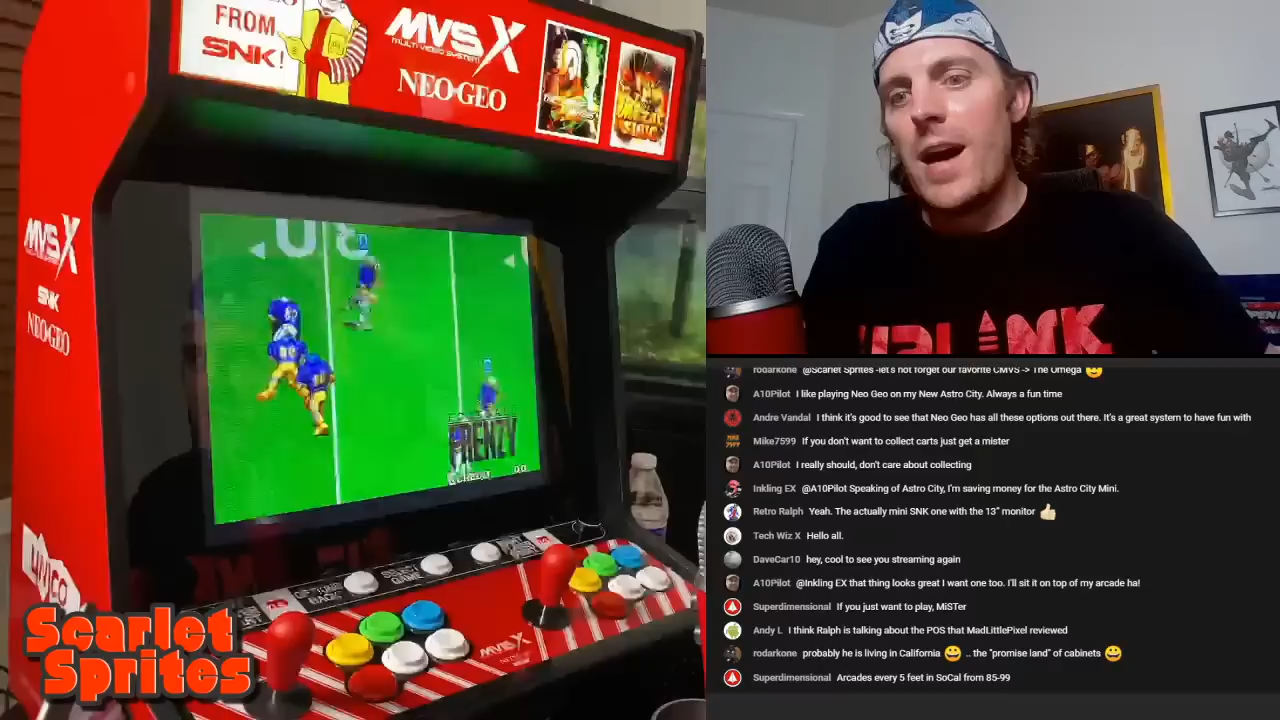 FROM
SNK!
MVSX
MULTI VIDEO SYSTEM
NEO·GEO
MVSX
SNK
NEO·GEO
UNICO
FRENZY
SELECT
GAME
MVSX
Scarlet
Sprites
rodarkone @Scarlet Sprites -let's not forget our favorite CMVS -> The Omega
A10Pilot I like playing Neo Geo on my New Astro City. Always a fun time
Andre Vandal I think it's good to see that Neo Geo has all these options out there. It's a great system to have fun with
Mike7599 If you don't want to collect carts just get a mister
A10Pilot I really should, don't care about collecting
Inkling EX @A10Pilot Speaking of Astro City, I'm saving money for the Astro City Mini.
Retro Ralph Yeah. The actually mini SNK one with the 13" monitor 👍
Tech Wiz X Hello all.
DaveCar10 hey, cool to see you streaming again
A10Pilot @Inkling EX that thing looks great I want one too. I'll sit it on top of my arcade ha!
Superdimensional If you just want to play, MiSTer
Andy L I think Ralph is talking about the POS that MadLittlePixel reviewed
rodarkone probably he is living in California 😀 .. the "promise land" of cabinets 😀
Superdimensional Arcades every 5 feet in SoCal from 85-99